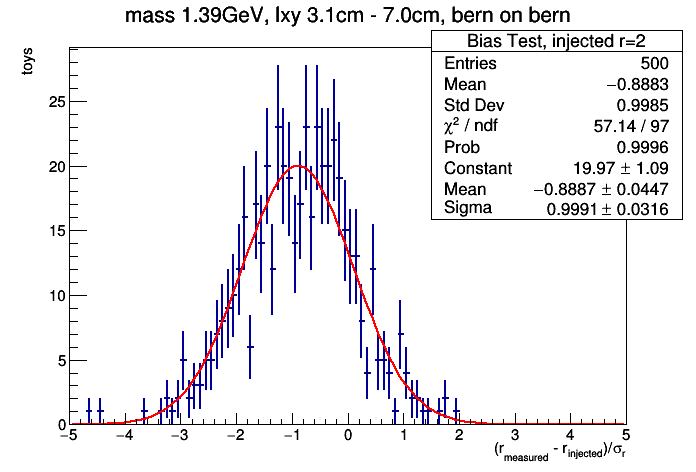 mass 1.39GeV, lxy 3.1cm - 7.0cm, bern on bern
Bias Test, injected r=2
Entries 500
Mean −0.8883
Std Dev 0.9985
χ² / ndf 57.14 / 97
Prob 0.9996
Constant 19.97 ± 1.09
Mean −0.8887 ± 0.0447
Sigma 0.9991 ± 0.0316
toys
25
20
15
10
5
0
−5 −4 −3 −2 −1 0 1 2 3 4 5
(r_measured - r_injected)/σ_r